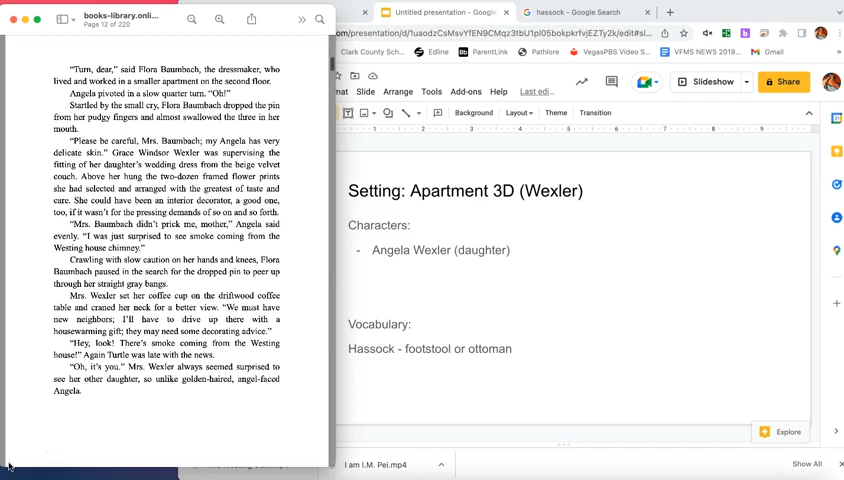 books-library.onli...
Page 12 of 220
“Turn, dear,” said Flora Baumbach, the dressmaker, who
lived and worked in a smaller apartment on the second floor.
Angela pivoted in a slow quarter turn. “Oh!”
Startled by the small cry, Flora Baumbach dropped the pin
from her pudgy fingers and almost swallowed the three in her
mouth.
“Please be careful, Mrs. Baumbach; my Angela has very
delicate skin.” Grace Windsor Wexler was supervising the
fitting of her daughter’s wedding dress from the beige velvet
couch. Above her hung the two-dozen framed flower prints
she had selected and arranged with the greatest of taste and
care. She could have been an interior decorator, a good one,
too, if it wasn’t for the pressing demands of so on and so forth.
“Mrs. Baumbach didn’t prick me, mother,” Angela said
evenly. “I was just surprised to see smoke coming from the
Westing house chimney.”
Crawling with slow caution on her hands and knees, Flora
Baumbach paused in the search for the dropped pin to peer up
through her straight gray bangs.
Mrs. Wexler set her coffee cup on the driftwood coffee
table and craned her neck for a better view. “We must have
new neighbors; I’ll have to drive up there with a
housewarming gift; they may need some decorating advice.”
“Hey, look! There’s smoke coming from the Westing
house!” Again Turtle was late with the news.
“Oh, it’s you.” Mrs. Wexler always seemed surprised to
see her other daughter, so unlike golden-haired, angel-faced
Angela.
Untitled presentation - Google
hassock - Google Search
1uaodzCsMsvYfEN9CMqz3tbU1pl05bokpkrfvjEZTy2k/edit#sl...
Clark County Sch...
Edline
ParentLink
Pathlore
VegasPBS Video S...
VFMS NEWS 2019-...
Gmail
mat Slide Arrange Tools Add-ons Help Last edi...
Slideshow
Share
Background Layout Theme Transition
1 2 3 4 5 6 7 8 9
Setting: Apartment 3D (Wexler)
Characters:
- Angela Wexler (daughter)
Vocabulary:
Hassock - footstool or ottoman
Explore
I am I.M. Pei.mp4
Show All